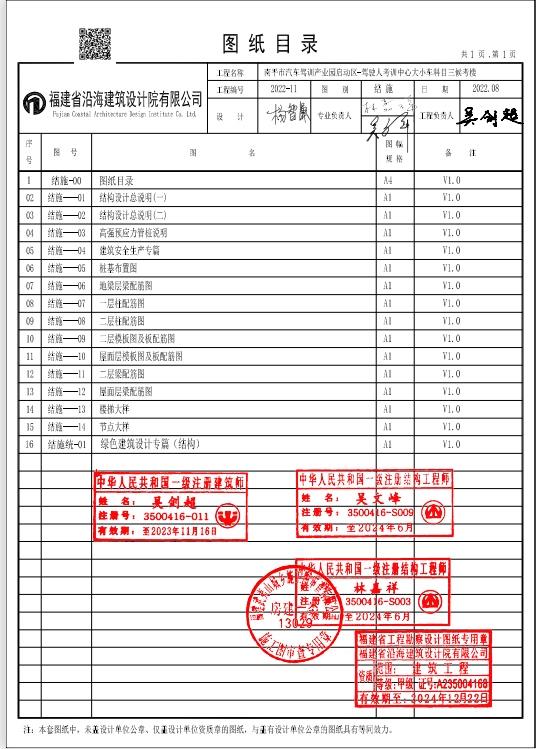 图纸目录
共 1 页，第 1 页
福建省沿海建筑设计院有限公司
Fujian Coastal Architecture Design Institute Co. Ltd.
工程名称 南平市汽车驾训产业园启动区-驾驶人考训中心大小车科目三候考楼
工程编号 2022-11 图 别 结 施 日 期 2022.08
设 计 专业负责人 工程负责人 吴剑超
序号 图 号 图 名 图幅规格 备 注
1 结施-00 图纸目录 A4 V1.0
02 结施——01 结构设计总说明(一) A1 V1.0
03 结施——02 结构设计总说明(二) A1 V1.0
04 结施——03 高强预应力管桩说明 A1 V1.0
05 结施——04 建筑安全生产专篇 A1 V1.0
06 结施——05 桩基布置图 A1 V1.0
07 结施——06 地梁层梁配筋图 A1 V1.0
08 结施——07 一层柱配筋图 A1 V1.0
09 结施——08 二层柱配筋图 A1 V1.0
10 结施——09 二层模板图及板配筋图 A1 V1.0
11 结施——10 屋面层模板图及板配筋图 A1 V1.0
12 结施——11 二层梁配筋图 A1 V1.0
13 结施——12 屋面层梁配筋图 A1 V1.0
14 结施——13 楼梯大样 A1 V1.0
15 结施——14 节点大样 A1 V1.0
16 结施统-01 绿色建筑设计专篇（结构） A1 V1.0
中华人民共和国一级注册建筑师
姓 名： 吴剑超
注册号： 3500416-011
有效期： 至2023年11月16日
中华人民共和国一级注册结构工程师
姓 名： 吴文峰
注册号： 3500416-S009
有效期： 至2024年6月
中华人民共和国一级注册结构工程师
林嘉祥
注册号 3500416-S003
有效期 至2024年6月
房建
13029
福建省工程勘察设计图纸专用章
福建省沿海建筑设计院有限公司
资质 范围： 建筑工程
等级：甲级 证号：A235004168
有效期至：2024年12月22日
注：本套图纸中，未盖设计单位公章、仅盖设计单位资质章的图纸，与盖有设计单位公章的图纸具有等同效力。